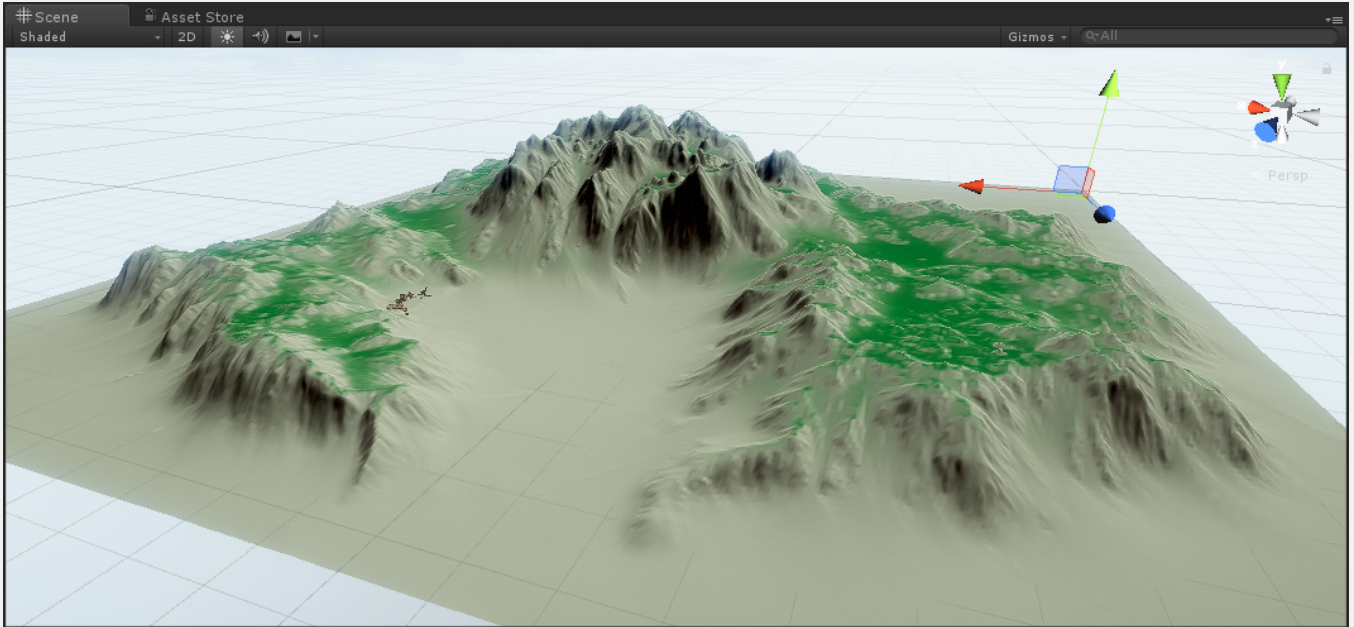 Scene
Asset Store
Shaded
2D
Gizmos
All
y
x
z
Persp